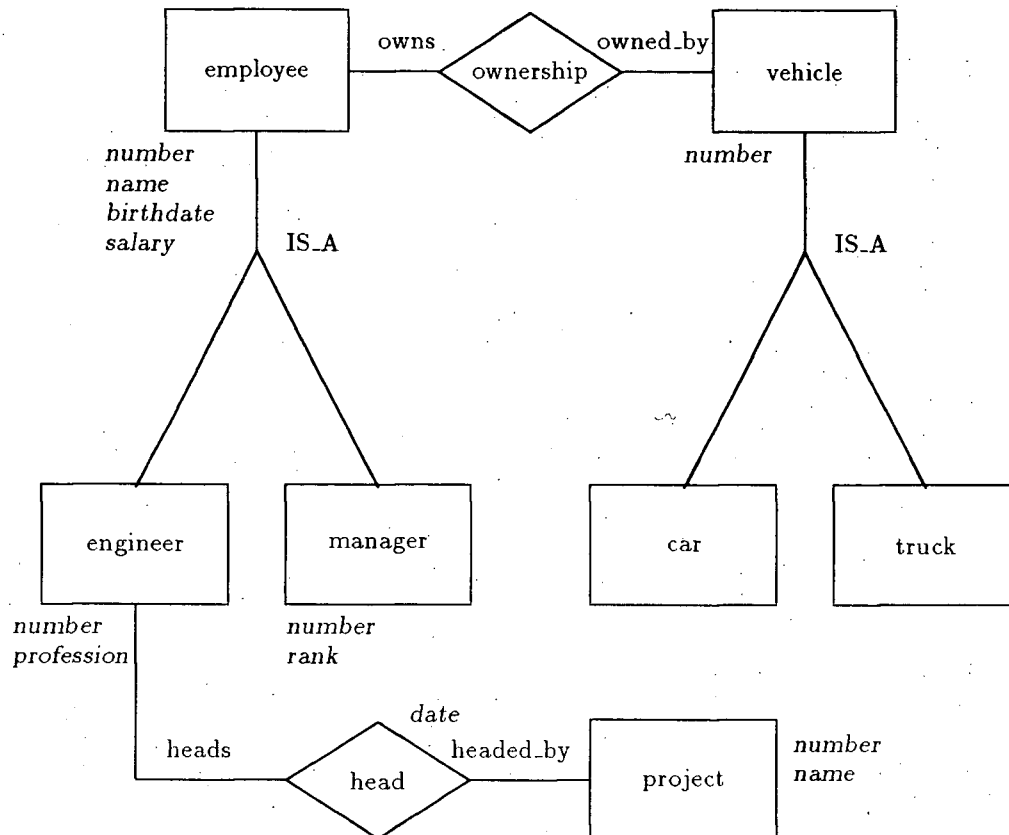 owns
owned_by
employee
ownership
vehicle
number
name
birthdate
salary
number
IS_A
IS_A
engineer
manager
car
truck
number
profession
number
rank
date
heads
headed_by
head
project
number
name